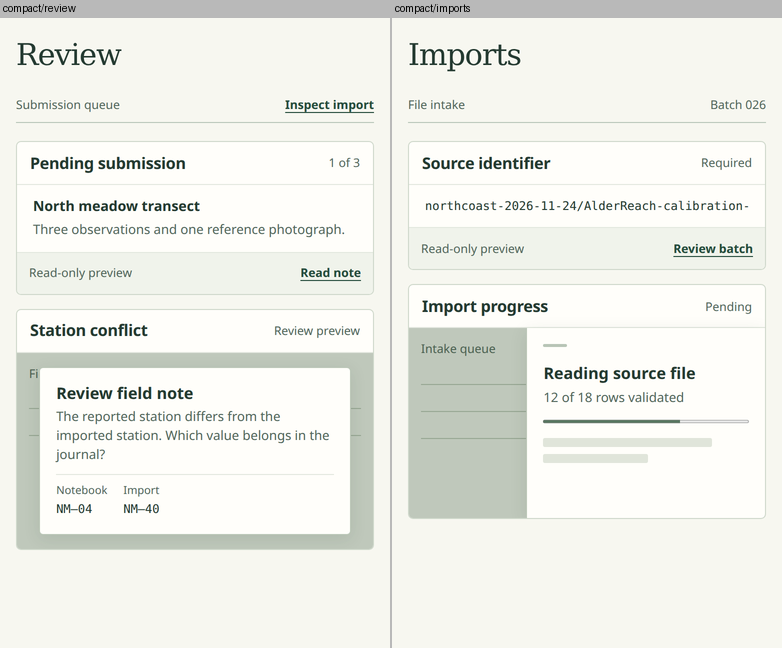 compact/review
Review
Submission queue
Inspect import
Pending submission
1 of 3
North meadow transect
Three observations and one reference photograph.
Read-only preview
Read note
Station conflict
Review preview
Fi
Review field note
The reported station differs from the
imported station. Which value belongs in the
journal?
Notebook
Import
NM—04
NM—40
compact/imports
Imports
File intake
Batch 026
Source identifier
Required
northcoast-2026-11-24/AlderReach-calibration-
Read-only preview
Review batch
Import progress
Pending
Intake queue
Reading source file
12 of 18 rows validated